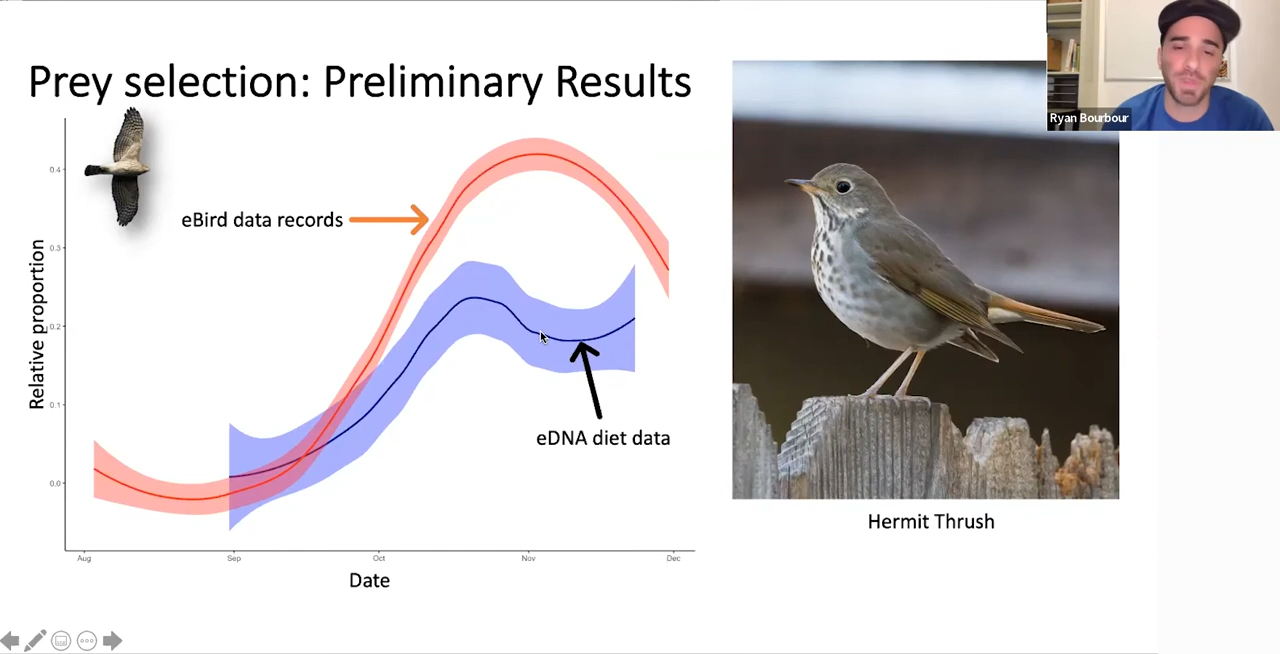 Prey selection: Preliminary Results
Ryan Bourbour
eBird data records
eDNA diet data
Relative proportion
0.4
0.3
0.2
0.1
0.0
Aug
Sep
Oct
Nov
Dec
Date
Hermit Thrush